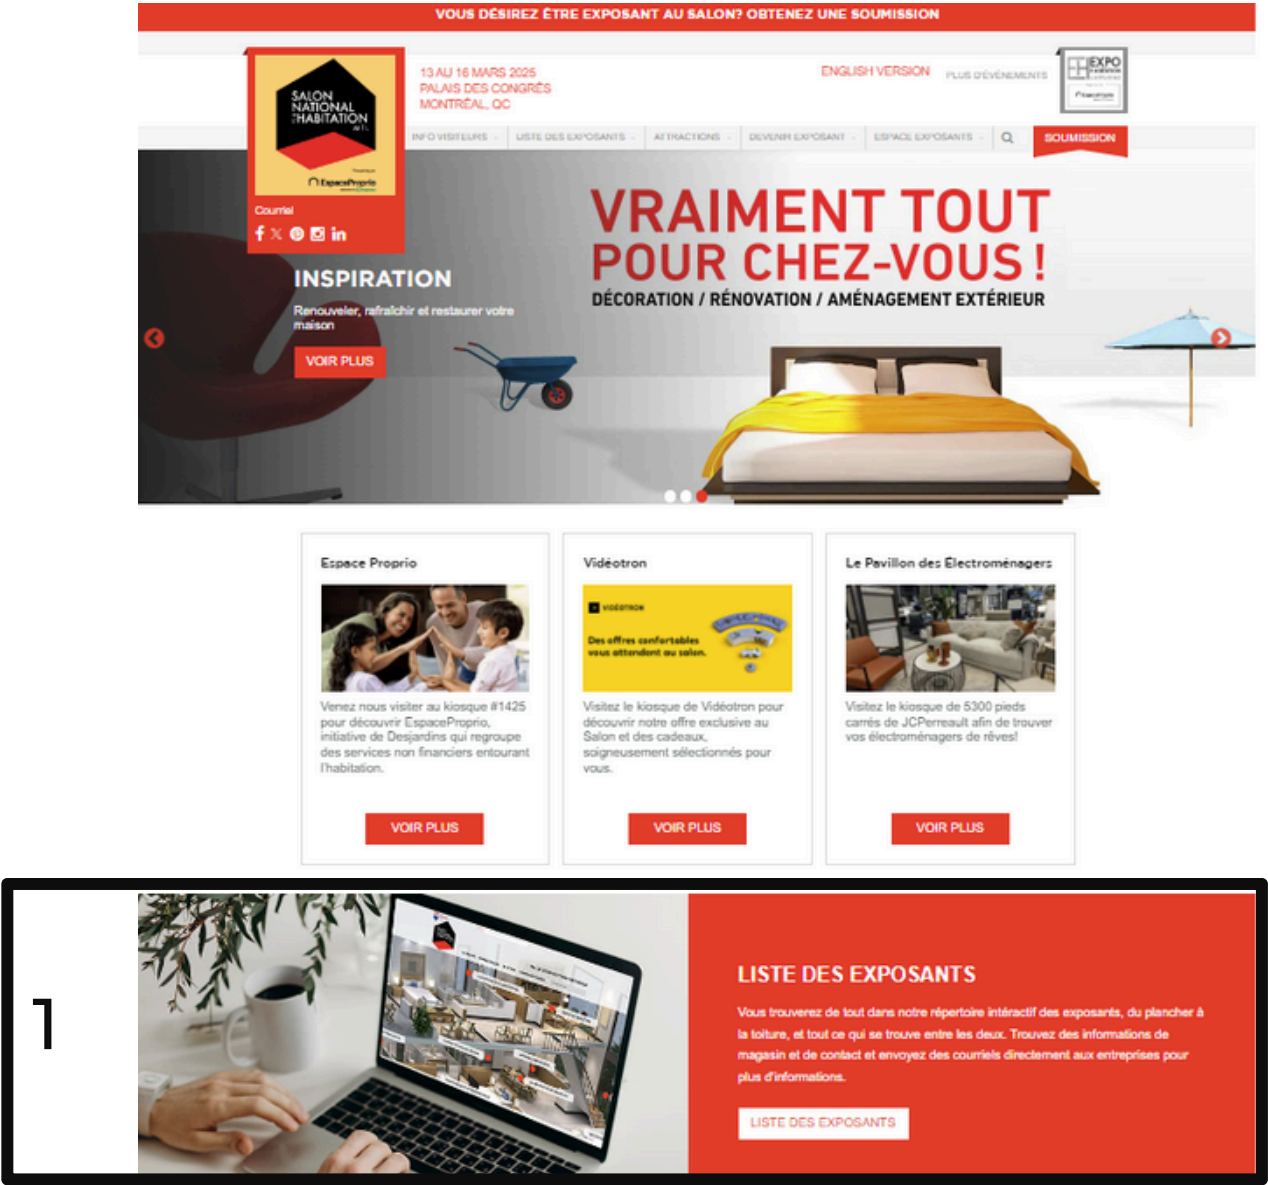 VOUS DÉSIREZ ÊTRE EXPOSANT AU SALON? OBTENEZ UNE SOUMISSION
SALON
NATIONAL
DE L'HABITATION
MTL
EspaceProprio
13 AU 16 MARS 2025
PALAIS DES CONGRÈS
MONTRÉAL, QC
ENGLISH VERSION
PLUS D'ÉVÉNEMENTS
EXPO
INFO VISITEURS
LISTE DES EXPOSANTS
ATTRACTIONS
DEVENIR EXPOSANT
ESPACE EXPOSANTS
SOUMISSION
Courriel
VRAIMENT TOUT
POUR CHEZ-VOUS !
DÉCORATION / RÉNOVATION / AMÉNAGEMENT EXTÉRIEUR
INSPIRATION
Renouveler, rafraîchir et restaurer votre
maison
VOIR PLUS
Espace Proprio
Venez nous visiter au kiosque #1425
pour découvrir EspaceProprio,
initiative de Desjardins qui regroupe
des services non financiers entourant
l'habitation.
VOIR PLUS
Vidéotron
VIDÉOTRON
Des offres confortables
vous attendent au salon.
Visitez le kiosque de Vidéotron pour
découvrir notre offre exclusive au
Salon et des cadeaux,
soigneusement sélectionnés pour
vous.
VOIR PLUS
Le Pavillon des Électroménagers
Visitez le kiosque de 5300 pieds
carrés de JCPerreault afin de trouver
vos électroménagers de rêves!
VOIR PLUS
1
LISTE DES EXPOSANTS
Vous trouverez de tout dans notre répertoire intéractif des exposants, du plancher à
la toiture, et tout ce qui se trouve entre les deux. Trouvez des informations de
magasin et de contact et envoyez des courriels directement aux entreprises pour
plus d'informations.
LISTE DES EXPOSANTS